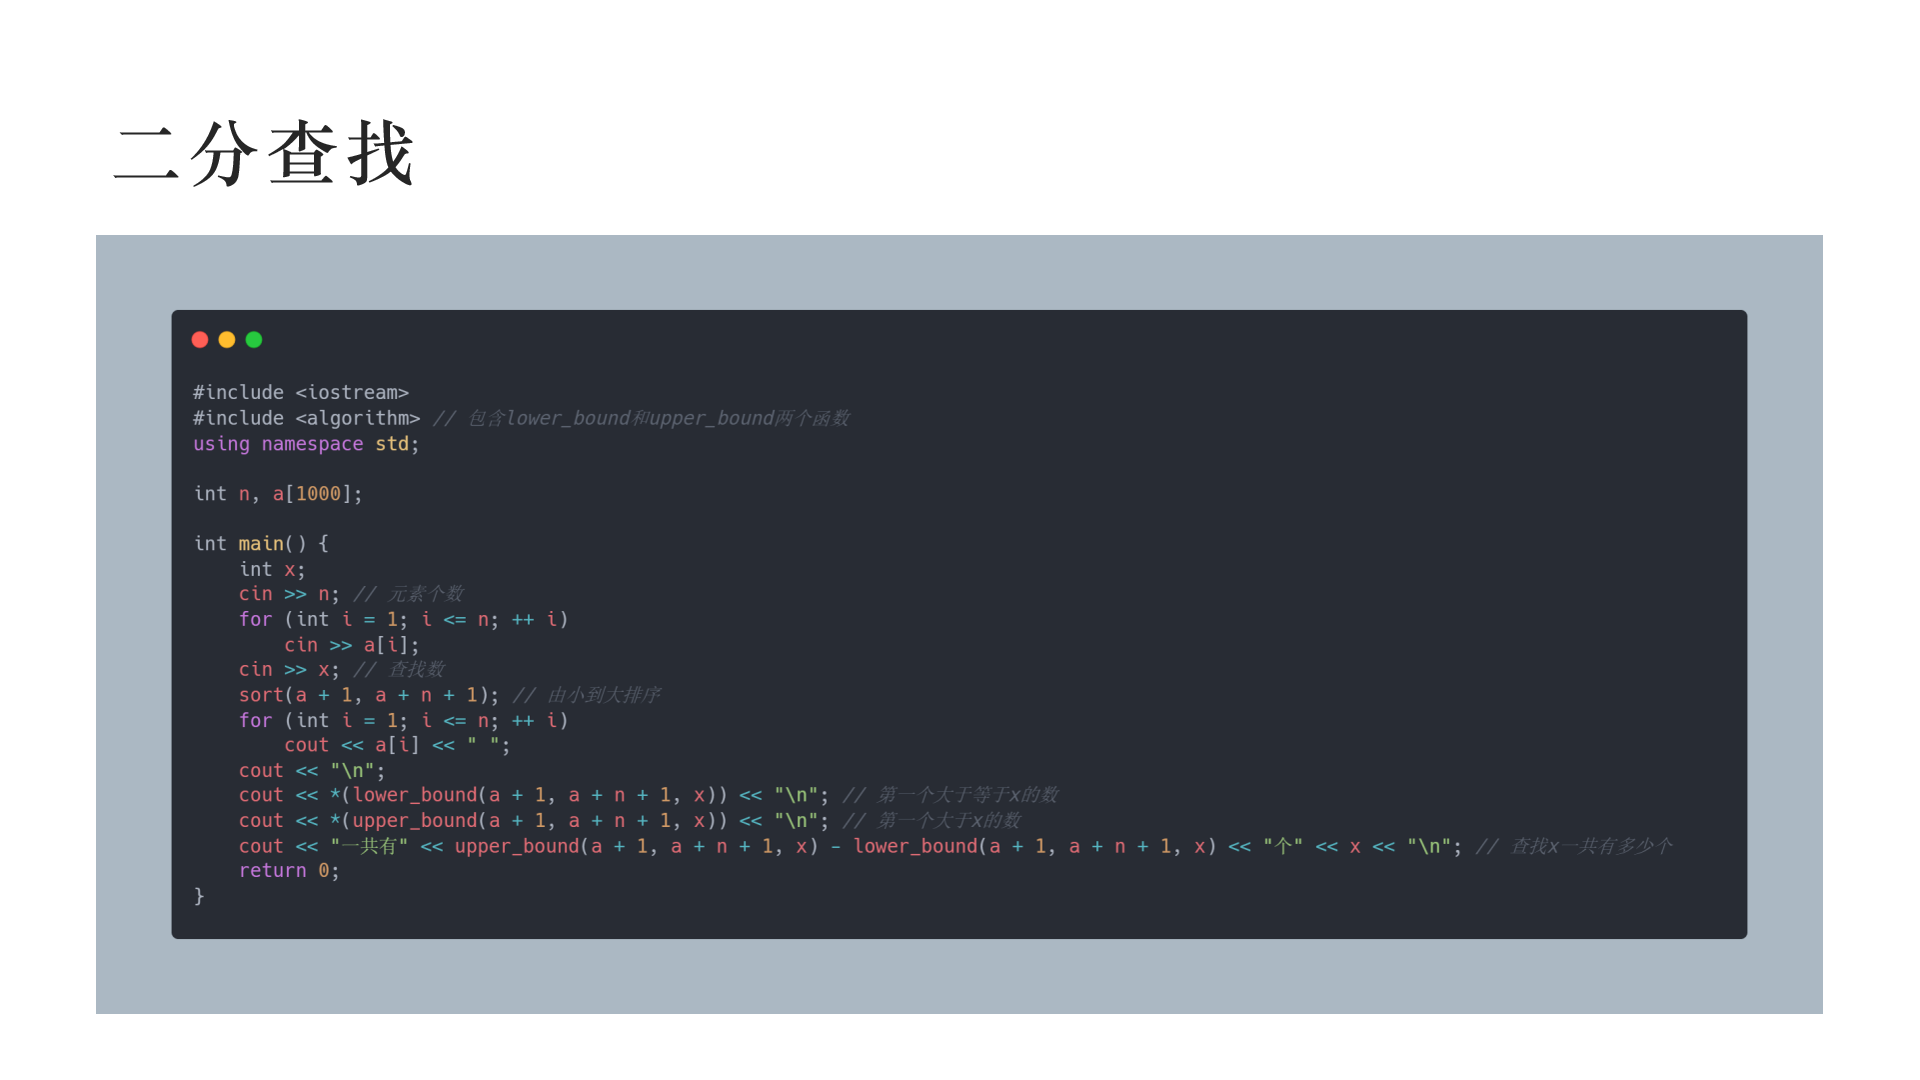 二分查找
#include <iostream>
#include <algorithm> // 包含lower_bound和upper_bound两个函数
using namespace std;
int n, a[1000];
int main() {
    int x;
    cin >> n; // 元素个数
    for (int i = 1; i <= n; ++ i)
        cin >> a[i];
    cin >> x; // 查找数
    sort(a + 1, a + n + 1); // 由小到大排序
    for (int i = 1; i <= n; ++ i)
        cout << a[i] << " ";
    cout << "\n";
    cout << *(lower_bound(a + 1, a + n + 1, x)) << "\n"; // 第一个大于等于x的数
    cout << *(upper_bound(a + 1, a + n + 1, x)) << "\n"; // 第一个大于x的数
    cout << "一共有" << upper_bound(a + 1, a + n + 1, x) - lower_bound(a + 1, a + n + 1, x) << "个" << x << "\n"; // 查找x一共有多少个
    return 0;
}